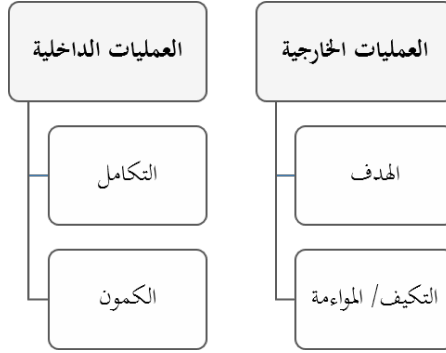 العمليات الخارجية
الهدف
التكيف/ المواءمة
العمليات الداخلية
التكامل
الكمون